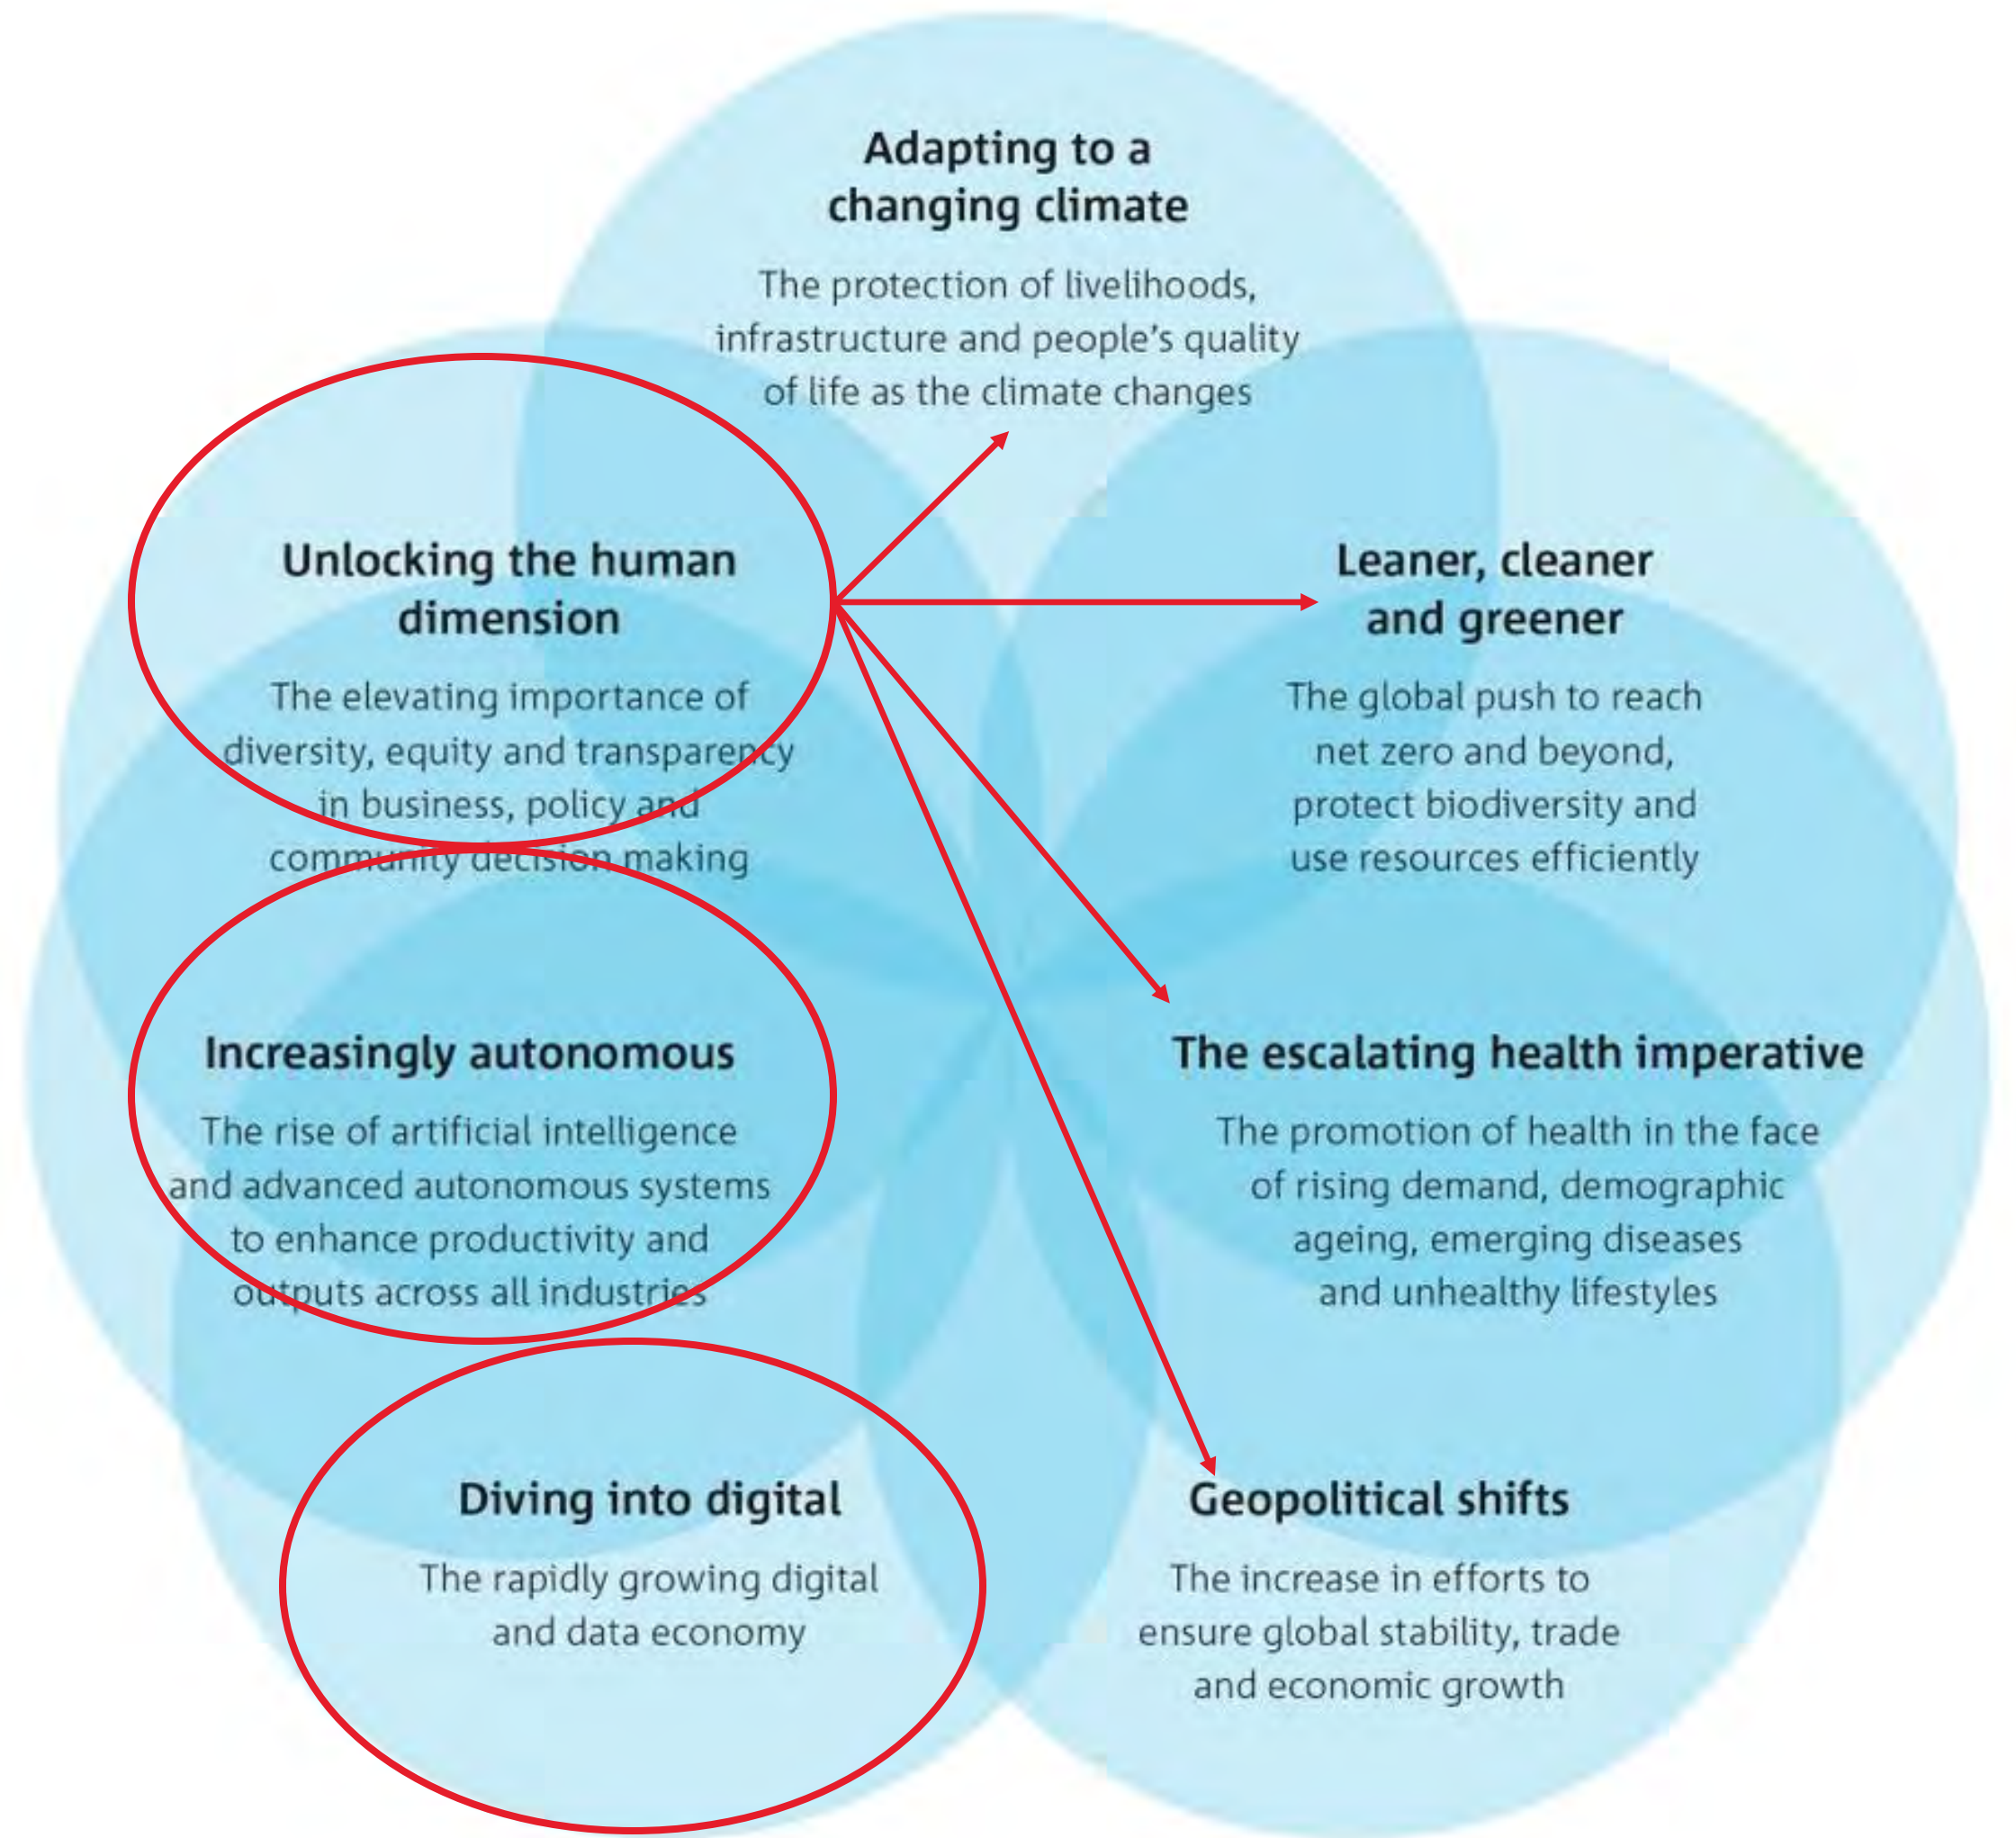 Adapting to a
changing climate
The protection of livelihoods,
infrastructure and people's quality
of life as the climate changes
Unlocking the human
dimension
The elevating importance of
diversity, equity and transparency
in business, policy and
community decision making
Leaner, cleaner
and greener
The global push to reach
net zero and beyond,
protect biodiversity and
use resources efficiently
Increasingly autonomous
The rise of artificial intelligence
and advanced autonomous systems
to enhance productivity and
outputs across all industries
The escalating health imperative
The promotion of health in the face
of rising demand, demographic
ageing, emerging diseases
and unhealthy lifestyles
Diving into digital
The rapidly growing digital
and data economy
Geopolitical shifts
The increase in efforts to
ensure global stability, trade
and economic growth